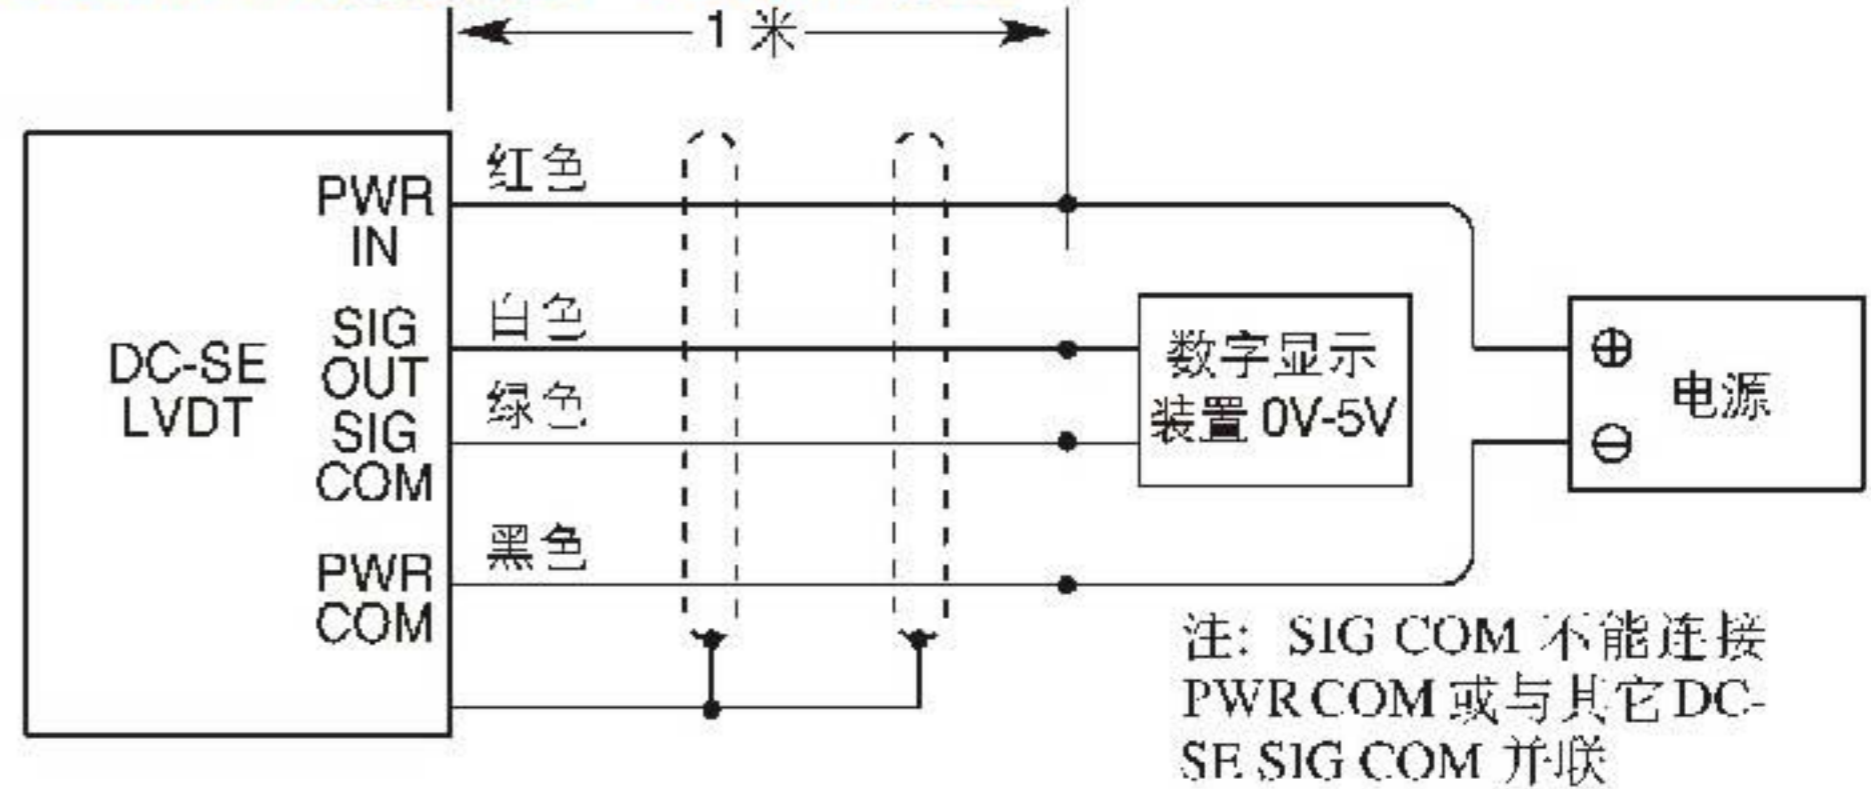 1 米
红色
PWR
IN
白色
SIG
OUT
DC-SE
LVDT
绿色
SIG
COM
黑色
PWR
COM
数字显示
装置 0V-5V
⊕
⊖
电源
注: SIG COM 不能连接
PWR COM 或与其它 DC-
SE SIG COM 并联